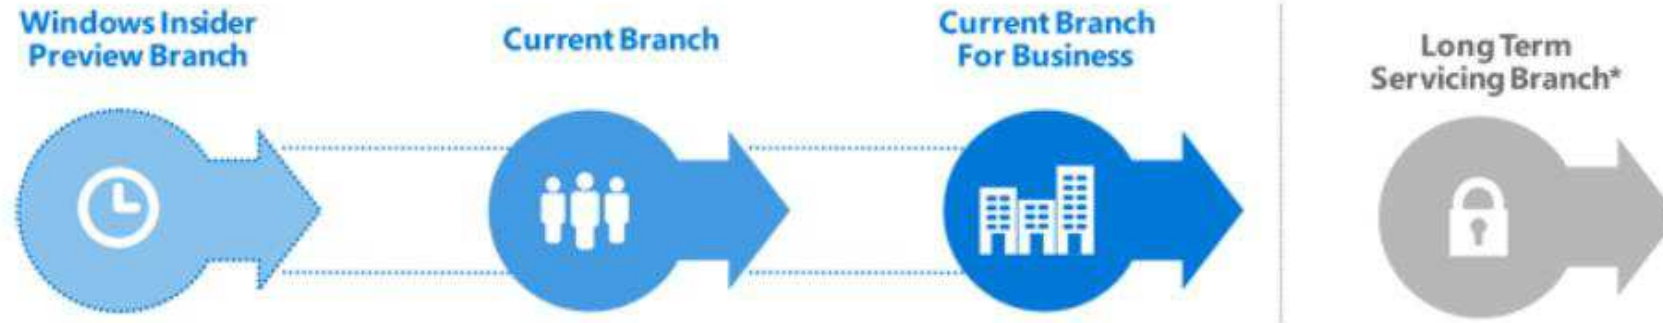 Windows Insider
Preview Branch
Current Branch
Current Branch
For Business
Long Term
Servicing Branch*